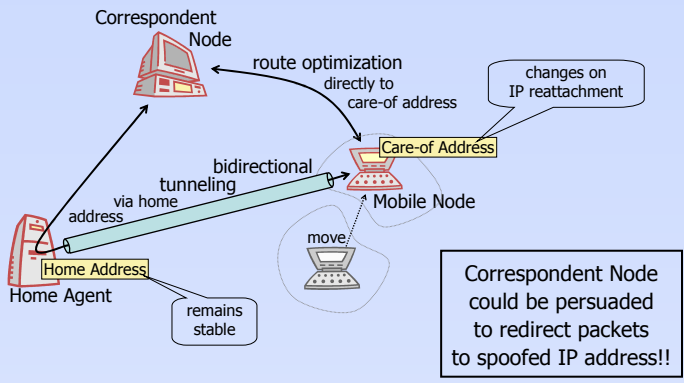 Correspondent
Node
route optimization
directly to
care-of address
changes on
IP reattachment
Care-of Address
bidirectional
tunneling
via home
address
Mobile Node
move
Home Address
Home Agent
remains
stable
Correspondent Node
could be persuaded
to redirect packets
to spoofed IP address!!